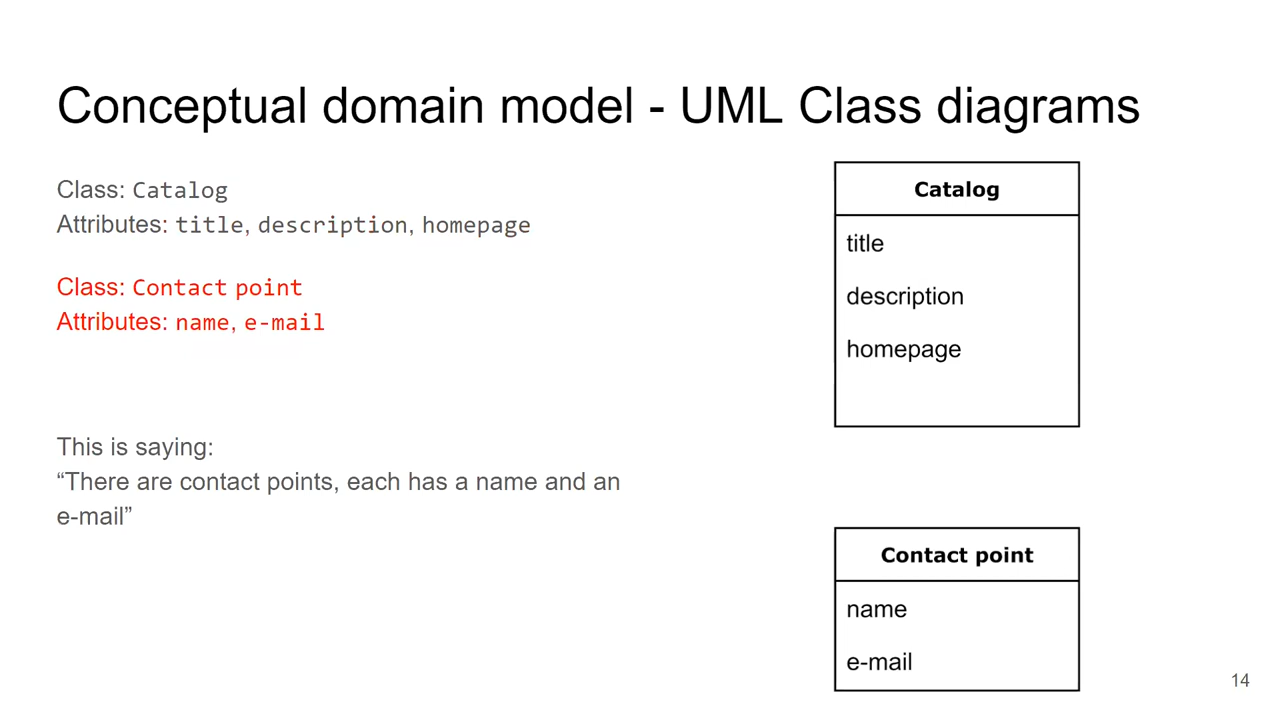 Conceptual domain model - UML Class diagrams
Class: Catalog
Attributes: title, description, homepage
Class: Contact point
Attributes: name, e-mail
This is saying:
“There are contact points, each has a name and an
e-mail”
Catalog
title
description
homepage
Contact point
name
e-mail
14